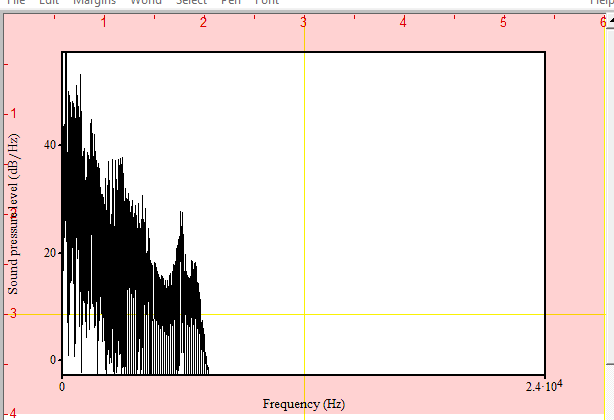 File Edit Margins World Select Pen Font Help
1 2 3 4 5 6
1
3
4
Sound pressure level (dB/Hz)
40
20
0
0 2.4·10⁴
Frequency (Hz)